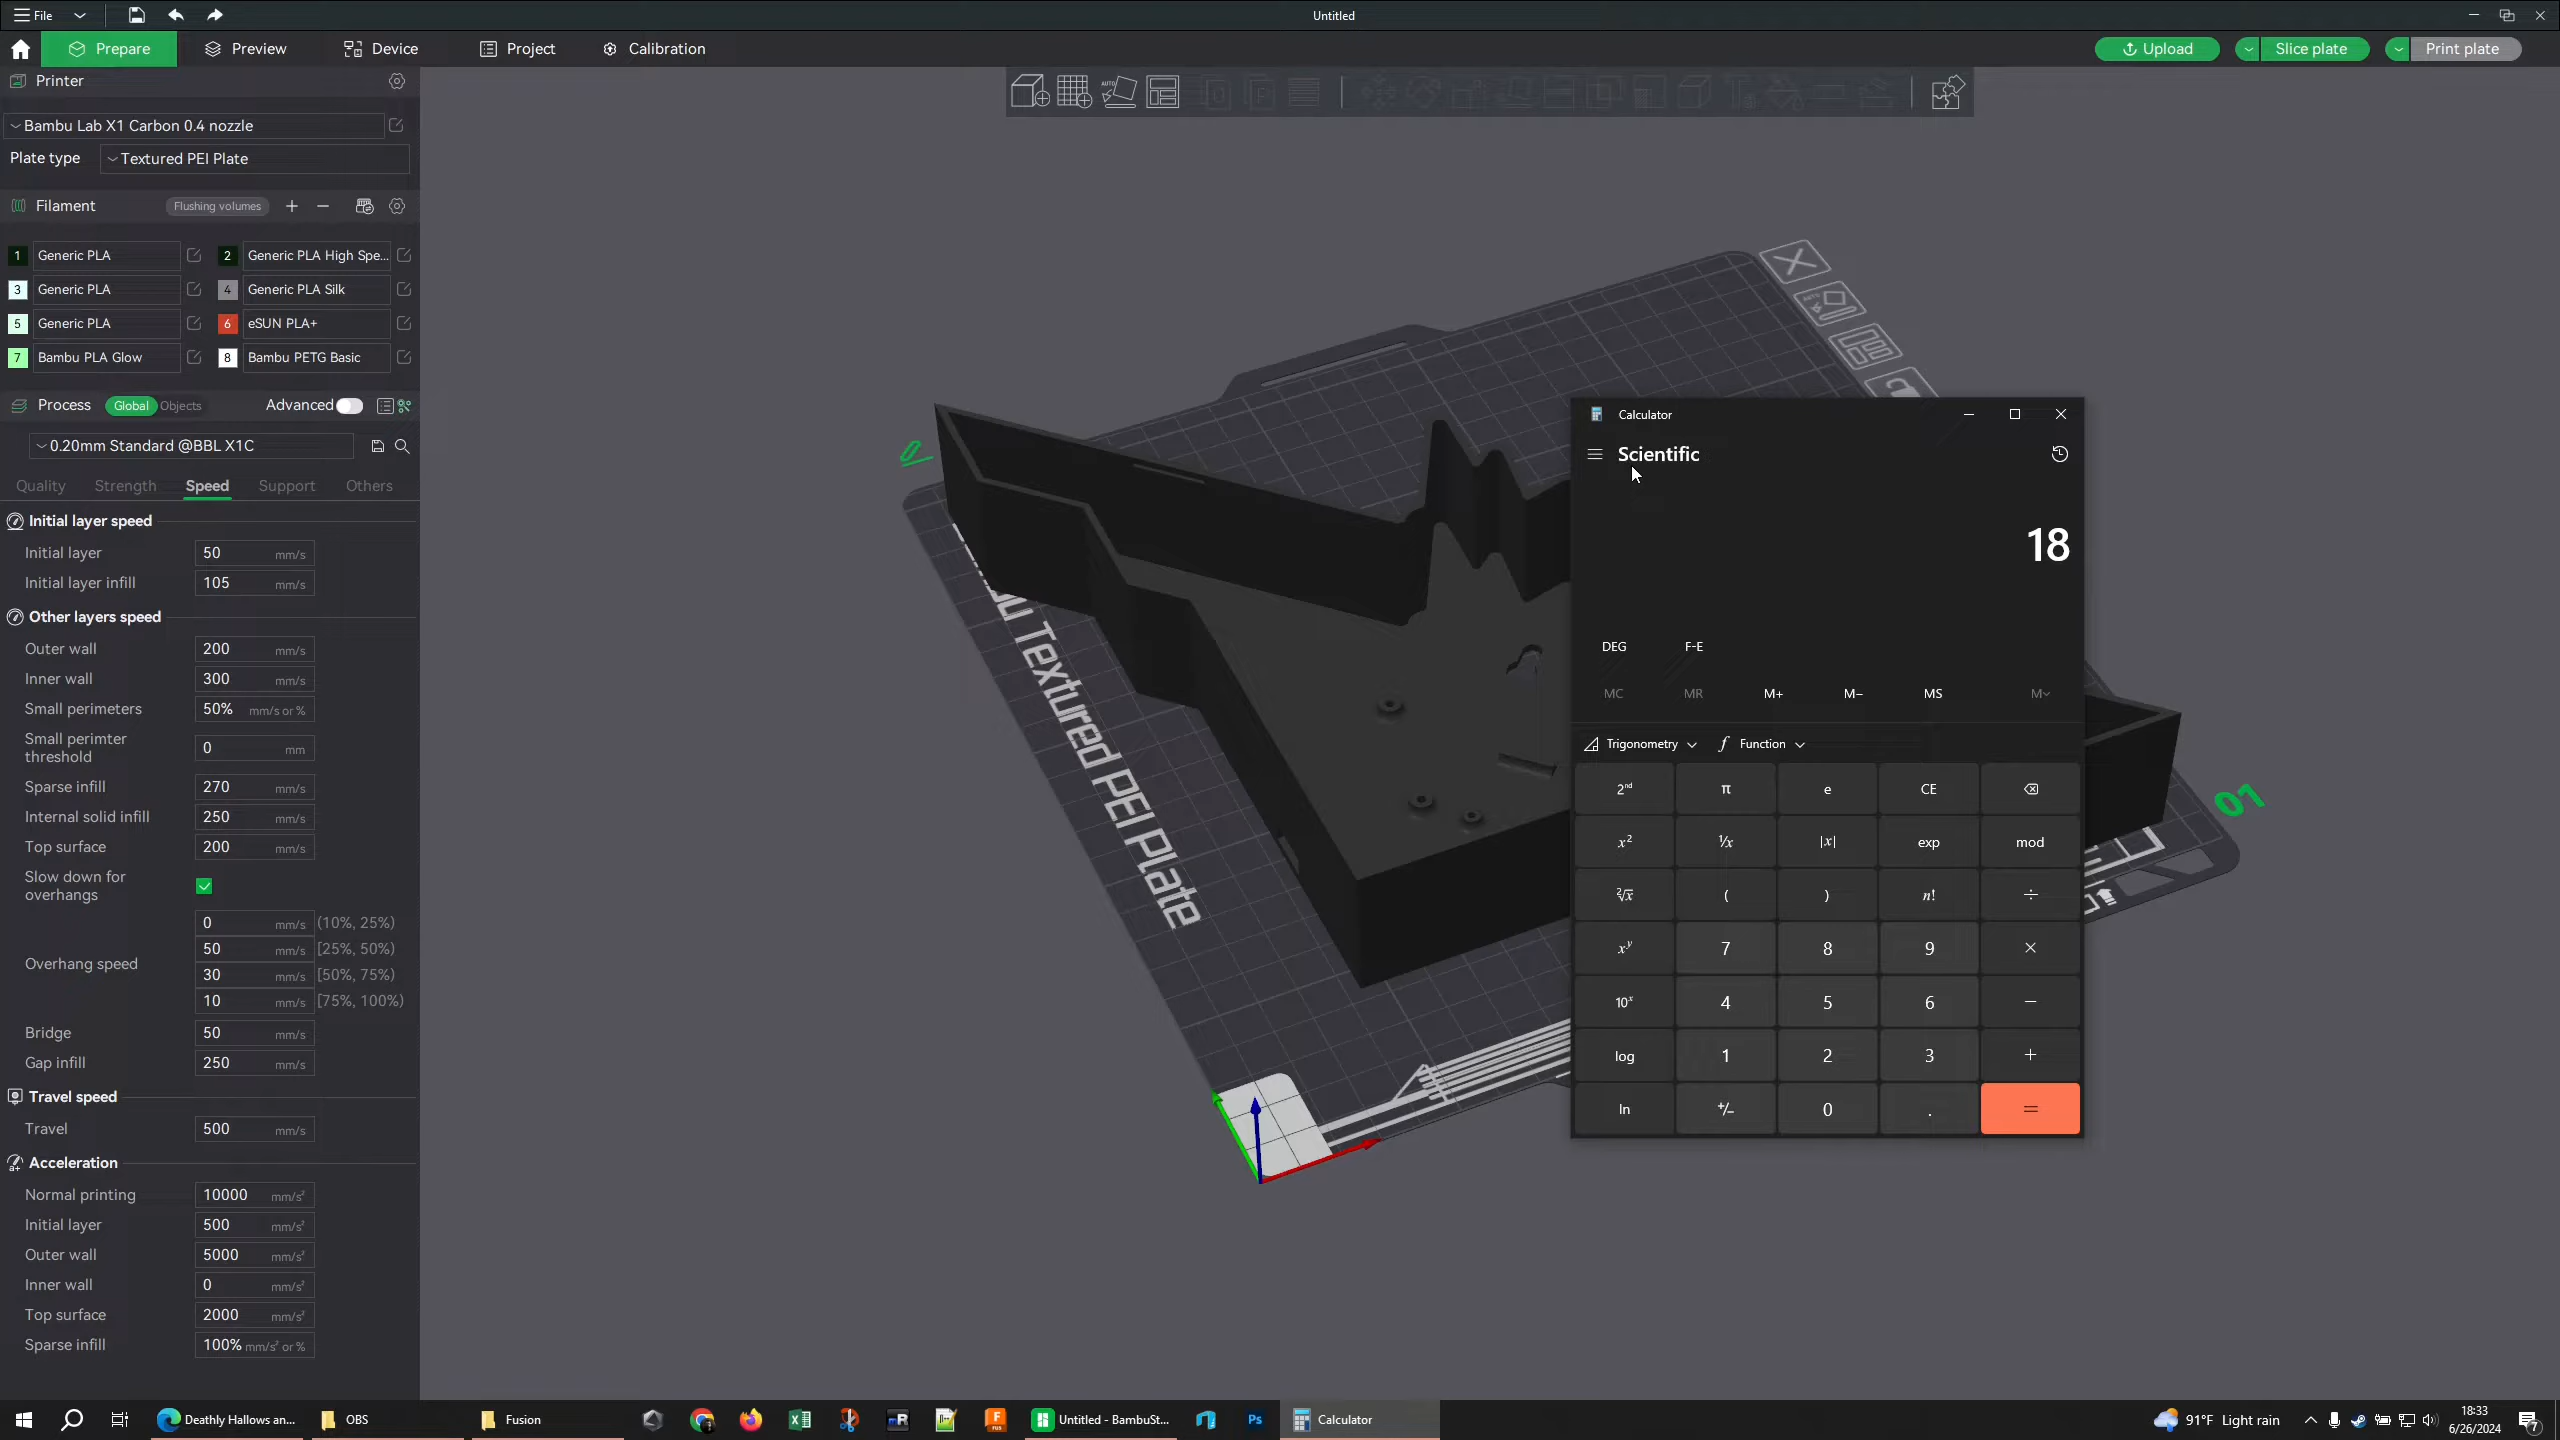 File
Untitled
Prepare
Preview
Device
Project
Calibration
Upload
Slice plate
Print plate
Printer
Bambu Lab X1 Carbon 0.4 nozzle
Plate type
Textured PEI Plate
Filament
Flushing volumes
1 Generic PLA
2 Generic PLA High Spe...
3 Generic PLA
4 Generic PLA Silk
5 Generic PLA
6 eSUN PLA+
7 Bambu PLA Glow
8 Bambu PETG Basic
Process Global Objects Advanced
0.20mm Standard @BBL X1C
Quality Strength Speed Support Others
Initial layer speed
Initial layer 50 mm/s
Initial layer infill 105 mm/s
Other layers speed
Outer wall 200 mm/s
Inner wall 300 mm/s
Small perimeters 50% mm/s or %
Small perimter
threshold
0 mm
Sparse infill 270 mm/s
Internal solid infill 250 mm/s
Top surface 200 mm/s
Slow down for
overhangs
Overhang speed
0 mm/s (10%, 25%)
50 mm/s [25%, 50%)
30 mm/s [50%, 75%)
10 mm/s [75%, 100%)
Bridge 50 mm/s
Gap infill 250 mm/s
Travel speed
Travel 500 mm/s
Acceleration
Normal printing 10000 mm/s²
Initial layer 500 mm/s²
Outer wall 5000 mm/s²
Inner wall 0 mm/s²
Top surface 2000 mm/s²
Sparse infill 100% mm/s² or %
Textured PEI Plate
01
Calculator
Scientific
18
DEG F-E
MC MR M+ M− MS M
Trigonometry Function
2ⁿᵈ π e CE
x² ¹/x |x| exp mod
²√x ( ) n! ÷
xʸ 7 8 9 ×
10ˣ 4 5 6 −
log 1 2 3 +
ln +/− 0 . =
Deathly Hallows an...
OBS
Fusion
Untitled - BambuSt...
Ps
Calculator
91°F Light rain
18:33
6/26/2024
7